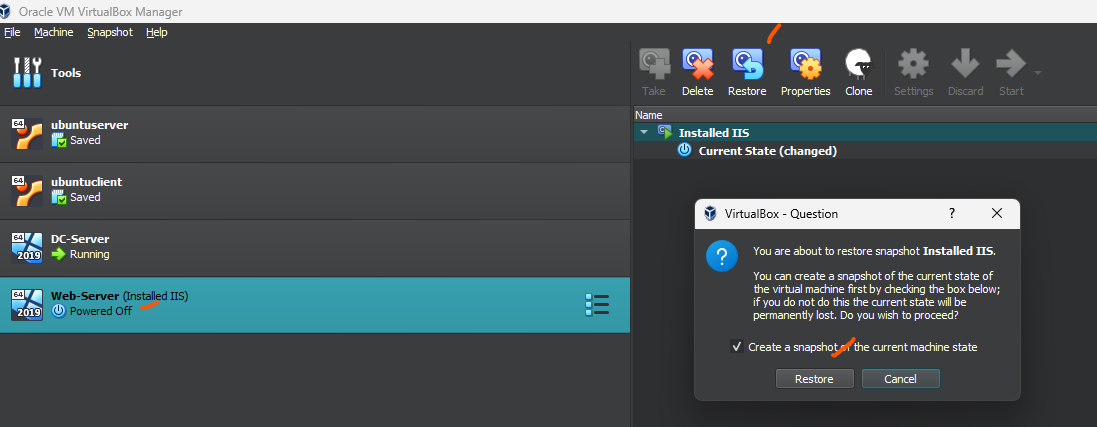 Oracle VM VirtualBox Manager
File Machine Snapshot Help
Tools
64
ubuntuserver
Saved
64
ubuntuclient
Saved
64
2019
DC-Server
Running
64
2019
Web-Server (Installed IIS)
Powered Off
Take Delete Restore Properties Clone Settings Discard Start
Name
Installed IIS
Current State (changed)
VirtualBox - Question
?
You are about to restore snapshot Installed IIS.
You can create a snapshot of the current state of
the virtual machine first by checking the box below;
if you do not do this the current state will be
permanently lost. Do you wish to proceed?
Create a snapshot of the current machine state
Restore Cancel